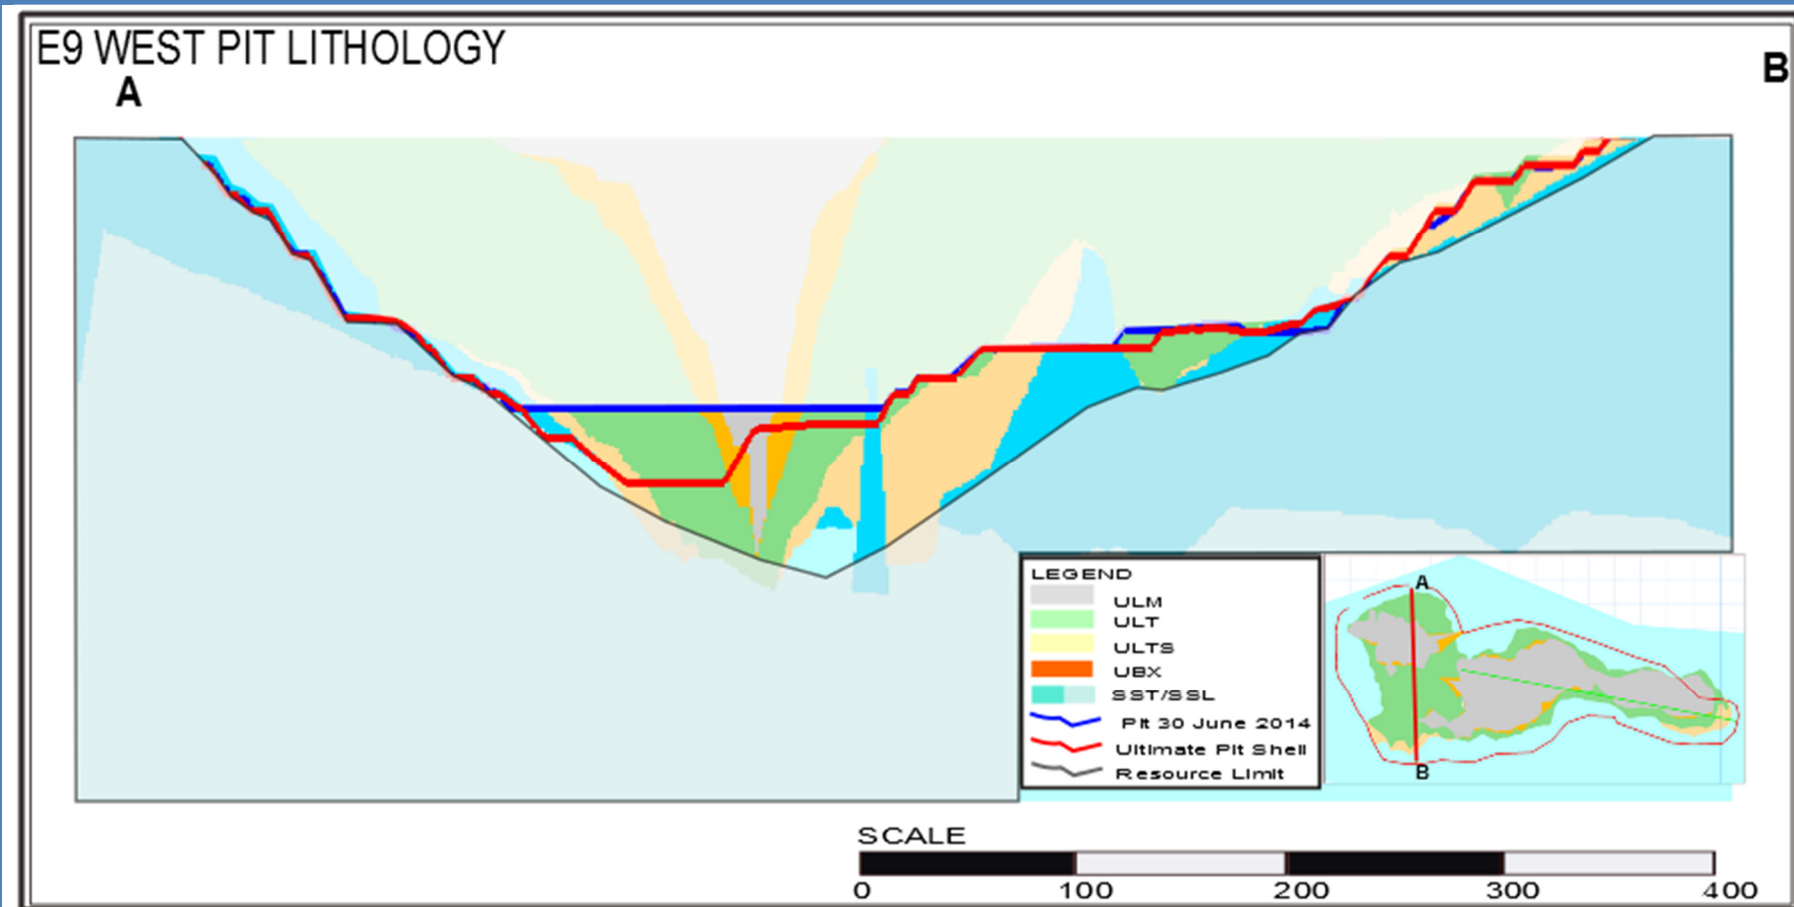 E9 WEST PIT LITHOLOGY
A
B
LEGEND
ULM
ULT
ULTS
UBX
SST/SSL
Pit 30 June 2014
Ultimate Pit Shell
Resource Limit
A
B
SCALE
0 100 200 300 400